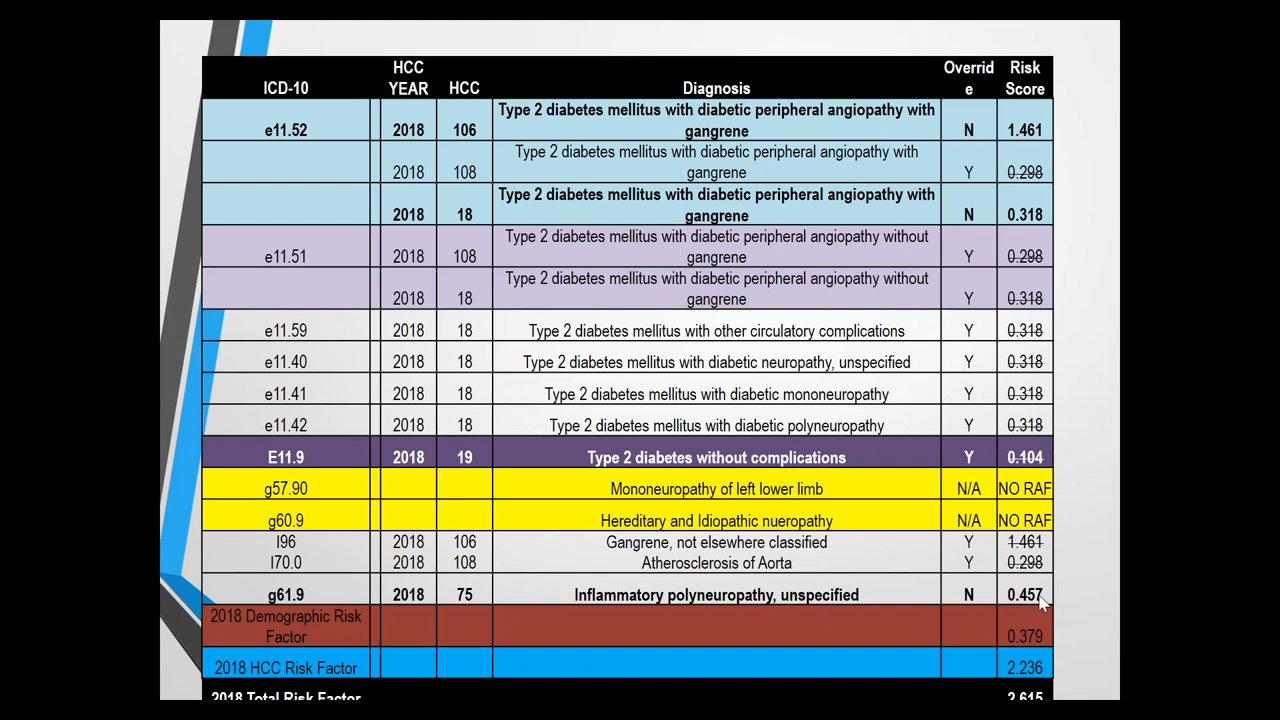 ICD-10 HCC YEAR HCC Diagnosis Override Risk Score
e11.52 2018 106 Type 2 diabetes mellitus with diabetic peripheral angiopathy with gangrene N 1.461
2018 108 Type 2 diabetes mellitus with diabetic peripheral angiopathy with gangrene Y 0.298
2018 18 Type 2 diabetes mellitus with diabetic peripheral angiopathy with gangrene N 0.318
e11.51 2018 108 Type 2 diabetes mellitus with diabetic peripheral angiopathy without gangrene Y 0.298
2018 18 Type 2 diabetes mellitus with diabetic peripheral angiopathy without gangrene Y 0.318
e11.59 2018 18 Type 2 diabetes mellitus with other circulatory complications Y 0.318
e11.40 2018 18 Type 2 diabetes mellitus with diabetic neuropathy, unspecified Y 0.318
e11.41 2018 18 Type 2 diabetes mellitus with diabetic mononeuropathy Y 0.318
e11.42 2018 18 Type 2 diabetes mellitus with diabetic polyneuropathy Y 0.318
E11.9 2018 19 Type 2 diabetes without complications Y 0.104
g57.90 Mononeuropathy of left lower limb N/A NO RAF
g60.9 Hereditary and Idiopathic nueropathy N/A NO RAF
I96 2018 106 Gangrene, not elsewhere classified Y 1.461
I70.0 2018 108 Atherosclerosis of Aorta Y 0.298
g61.9 2018 75 Inflammatory polyneuropathy, unspecified N 0.457
2018 Demographic Risk Factor 0.379
2018 HCC Risk Factor 2.236
2018 Total Risk Factor 2.615